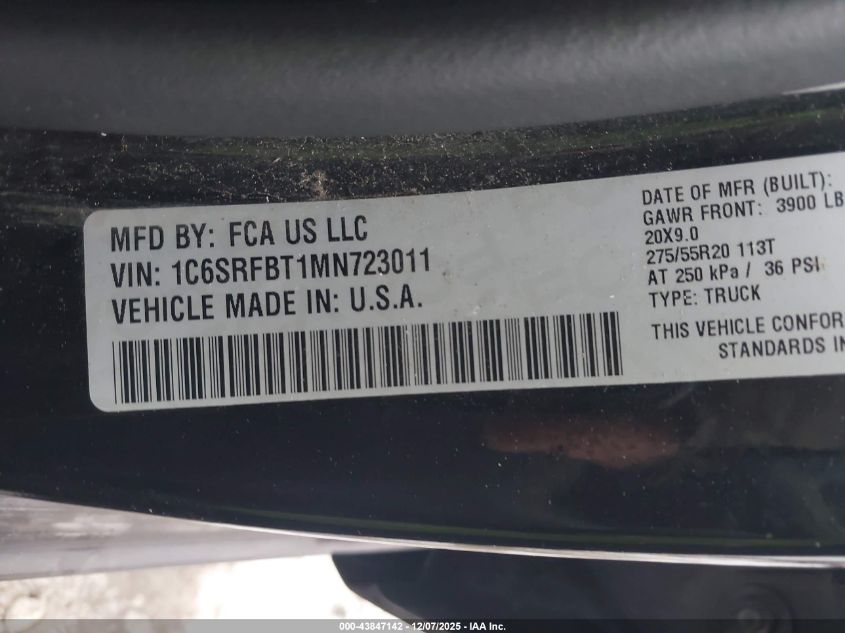 MFD BY: FCA US LLC
VIN: 1C6SRFBT1MN723011
VEHICLE MADE IN: U.S.A.
DATE OF MFR (BUILT):
GAWR FRONT: 3900 LB
20X9.0
275/55R20 113T
AT 250 kPa / 36 PSI
TYPE: TRUCK
THIS VEHICLE CONFOR
STANDARDS IN
000-43847142 - 12/07/2025 - IAA Inc.